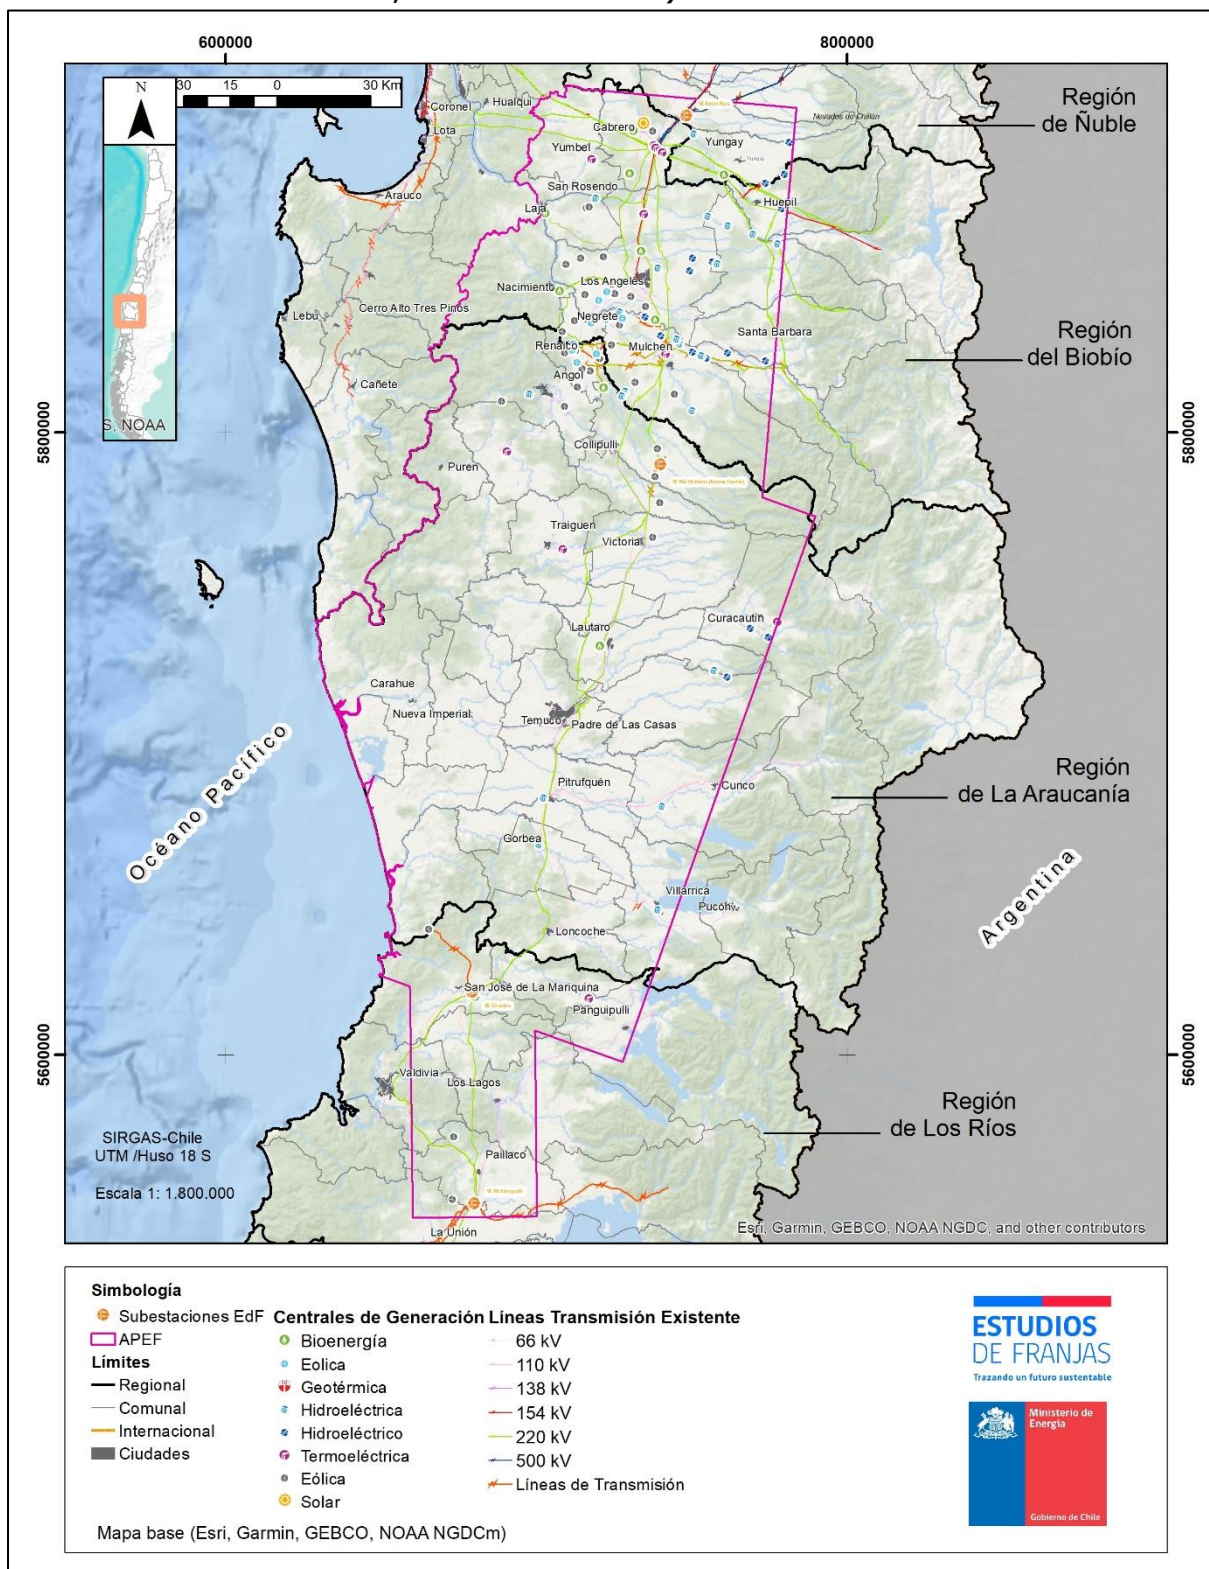 600000
800000
N
30 15 0 30 Km
Región
de Ñuble
Coronel
Hualqui
Lota
Cabrero
Nevados de Chillán
Yumbel
Yungay
San Rosendo
Arauco
Laja
Huepil
Nacimiento
Los Angeles
Lebu
Cerro Alto Tres Pinos
Negrete
Santa Barbara
Región
del Biobío
Renaico
Mulchen
Cañete
Angol
S, NOAA
5800000
5800000
Collipulli
Puren
Traiguen
Victoria
Curacautín
Lautaro
Carahue
Nueva Imperial
Temuco
Padre de Las Casas
Océano Pacífico
Pitrufquén
Cunco
Región
de La Araucanía
Gorbea
Villarrica
Pucón
Argentina
Loncoche
San José de La Mariquina
Panguipulli
5600000
5600000
Valdivia
Los Lagos
Región
de Los Ríos
SIRGAS-Chile
UTM /Huso 18 S
Paillaco
Escala 1: 1.800.000
La Unión
Esri, Garmin, GEBCO, NOAA NGDC, and other contributors
Simbología
Subestaciones EdF
APEF
Límites
Regional
Comunal
Internacional
Ciudades
Centrales de Generación
Bioenergía
Eolica
Geotérmica
Hidroeléctrica
Hidroeléctrico
Termoeléctrica
Eólica
Solar
Líneas Transmisión Existente
66 kV
110 kV
138 kV
154 kV
220 kV
500 kV
Líneas de Transmisión
Mapa base (Esri, Garmin, GEBCO, NOAA NGDCm)
ESTUDIOS
DE FRANJAS
Trazando un futuro sustentable
Ministerio de
Energía
Gobierno de Chile